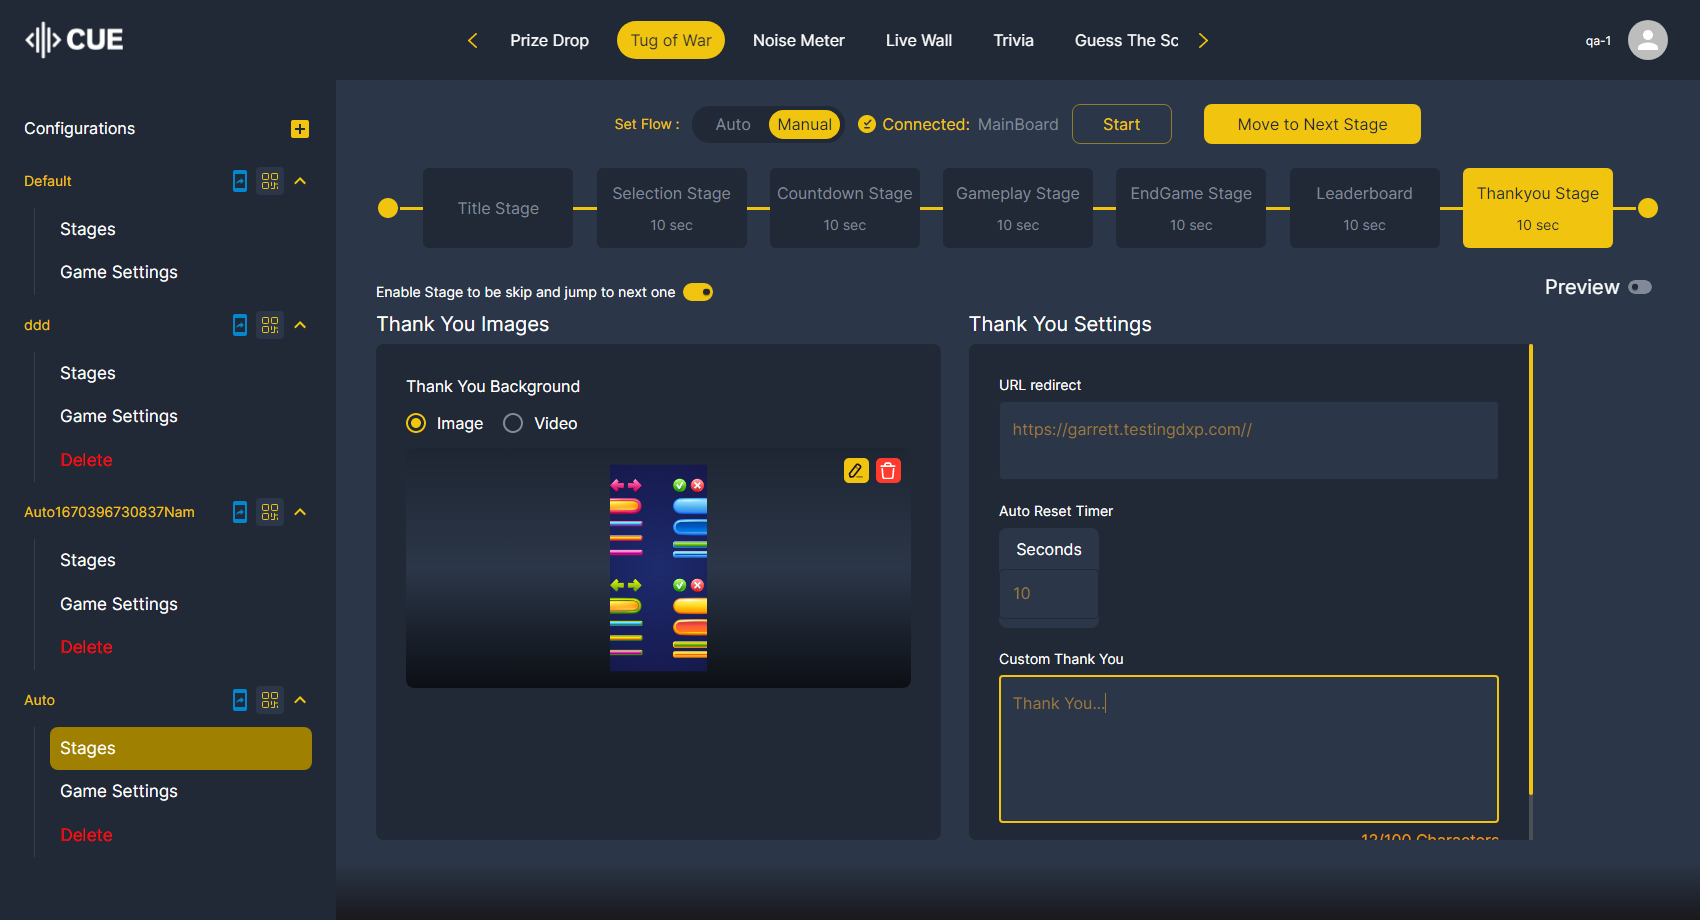 CUE
Prize Drop
Tug of War
Noise Meter
Live Wall
Trivia
Guess The Sc
qa-1
Configurations
Default
Stages
Game Settings
ddd
Stages
Game Settings
Delete
Auto1670396730837Nam
Stages
Game Settings
Delete
Auto
Stages
Game Settings
Delete
Set Flow :
Auto
Manual
Connected: MainBoard
Start
Move to Next Stage
Title Stage
Selection Stage
10 sec
Countdown Stage
10 sec
Gameplay Stage
10 sec
EndGame Stage
10 sec
Leaderboard
10 sec
Thankyou Stage
10 sec
Enable Stage to be skip and jump to next one
Preview
Thank You Images
Thank You Background
Image
Video
Thank You Settings
URL redirect
https://garrett.testingdxp.com//
Auto Reset Timer
Seconds
10
Custom Thank You
Thank You...
12/100 Characters